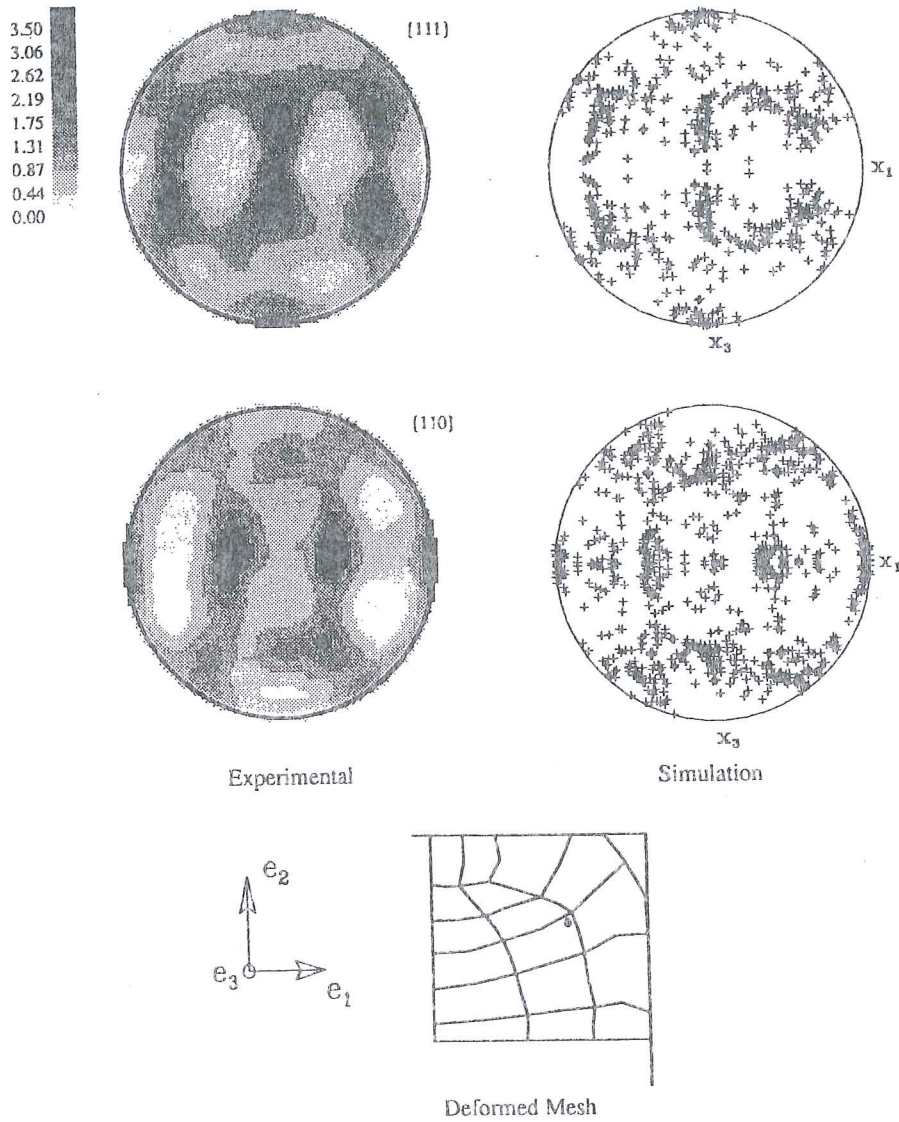 3.50
3.06
2.62
2.19
1.75
1.31
0.87
0.44
0.00
{111}
x₁
x₃
{110}
x₁
x₃
Experimental
Simulation
e₂
e₃
e₁
Deformed Mesh